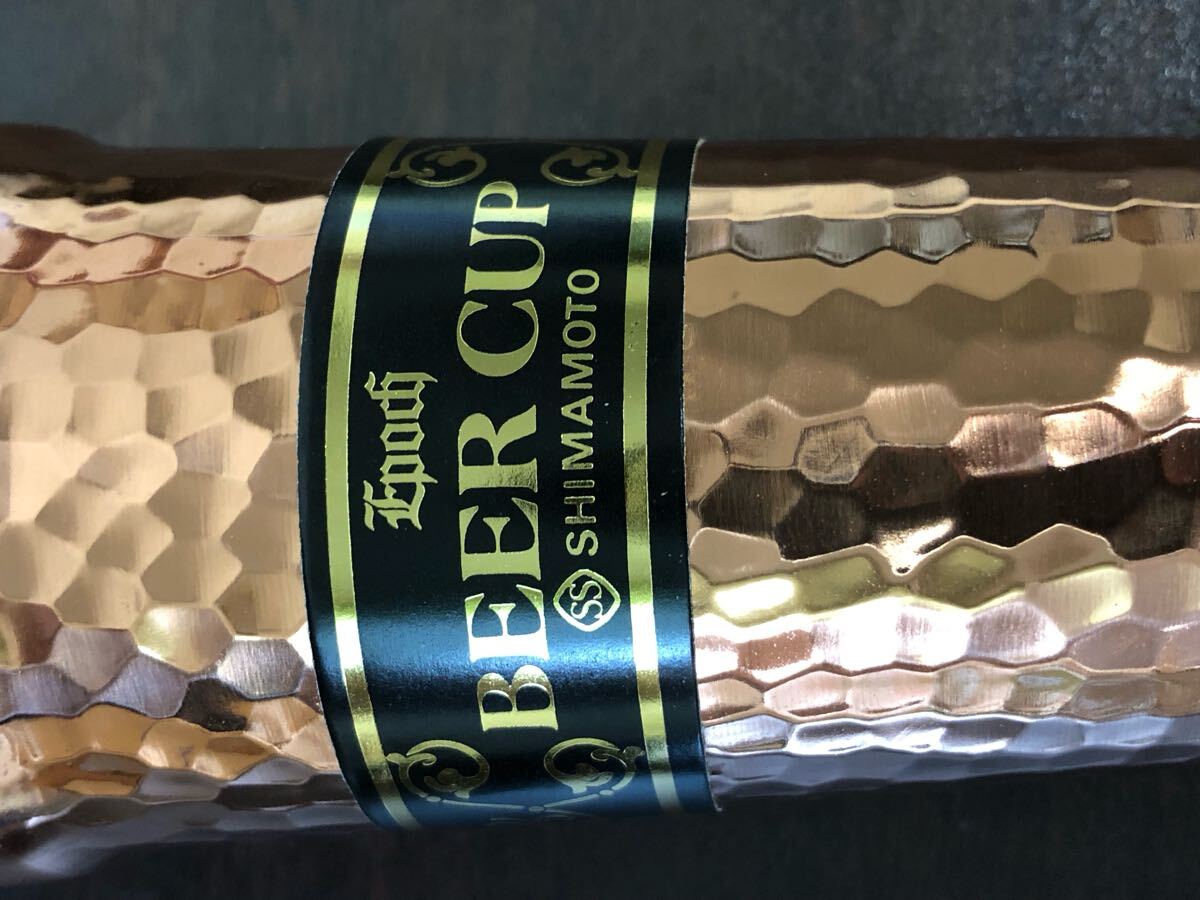 Epoch
BEER CUP
SS SHIMAMOTO